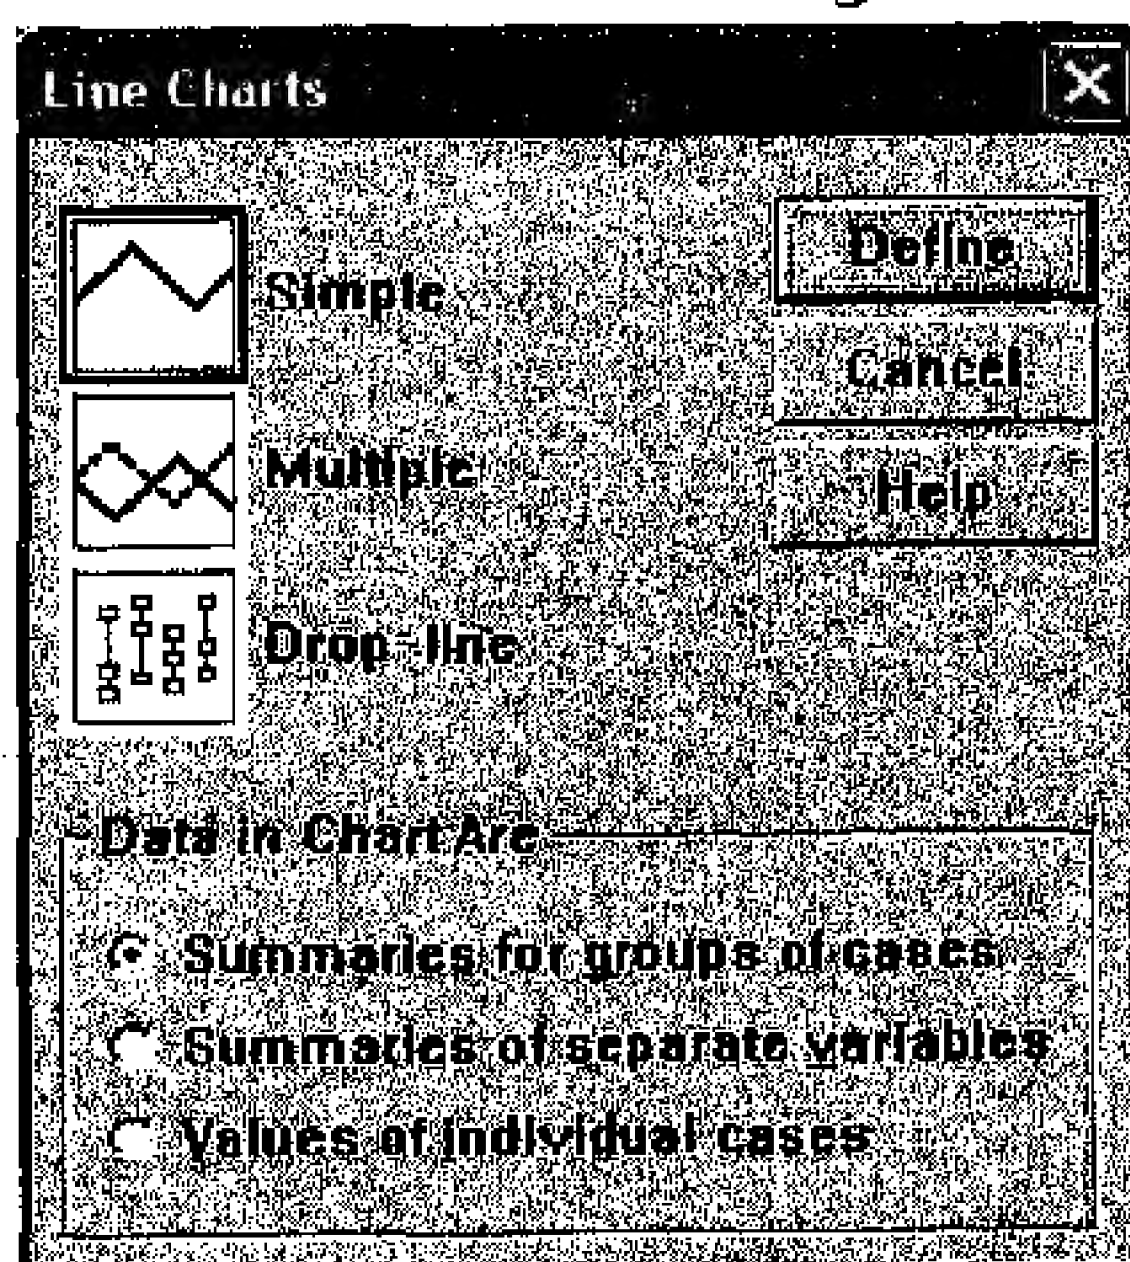 Line Charts
Simple
Multiple
Drop-line
Define
Cancel
Help
Data in Chart Are
Summaries for groups of cases
Summaries of separate variables
Values of individual cases